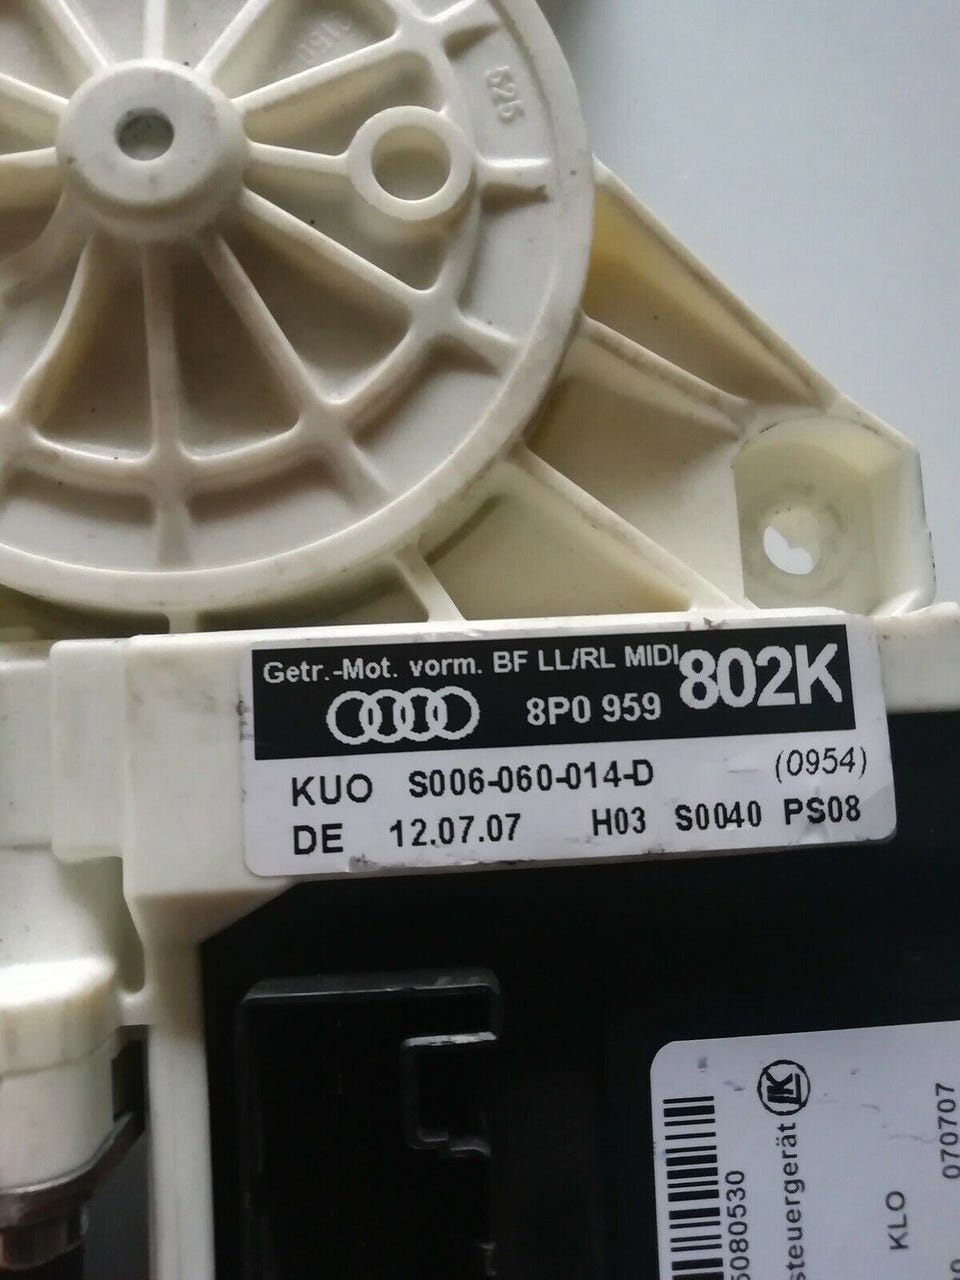 525
Getr.-Mot. vorm. BF LL/RL MIDI 802K
8P0 959
KUO S006-060-014-D (0954)
DE 12.07.07 H03 S0040 PS08
K
steuergerät
5080530
KLO
070707